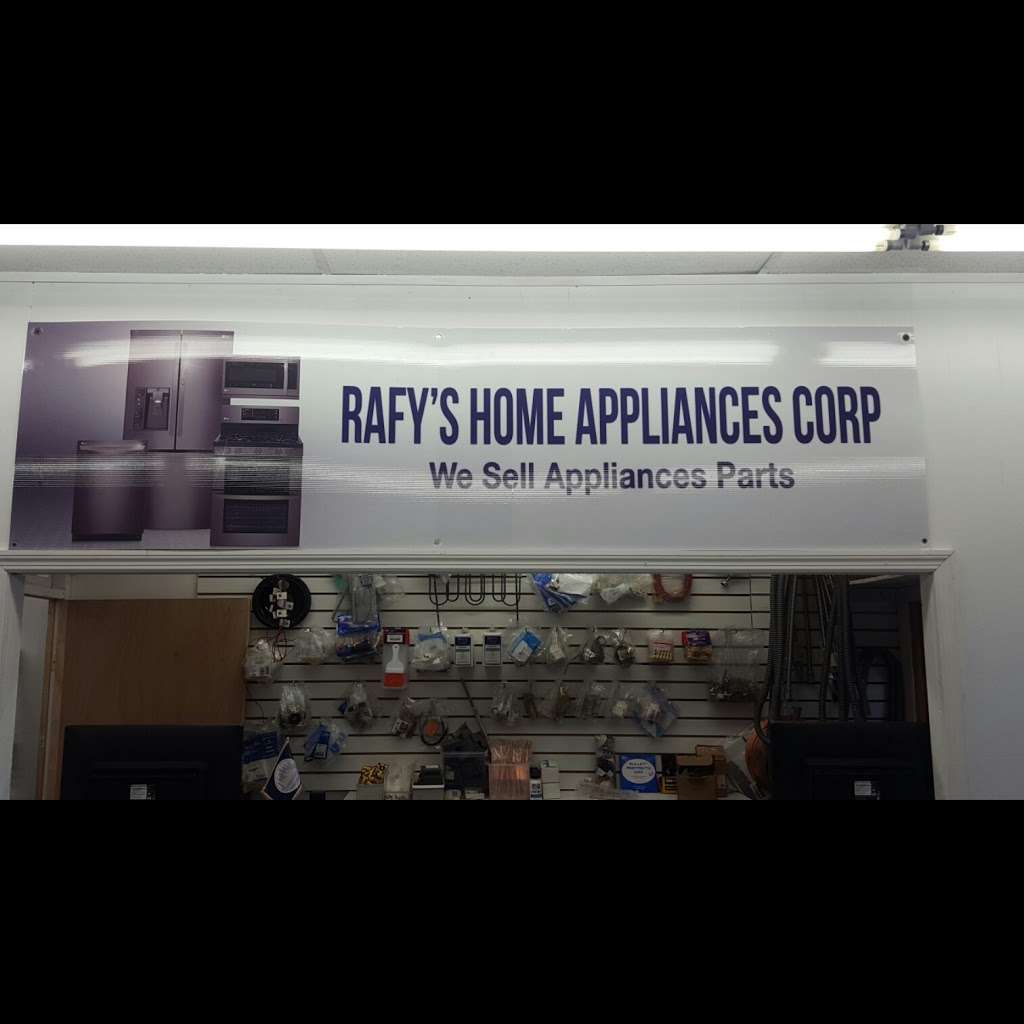 RAFY'S HOME APPLIANCES CORP
We Sell Appliances Parts